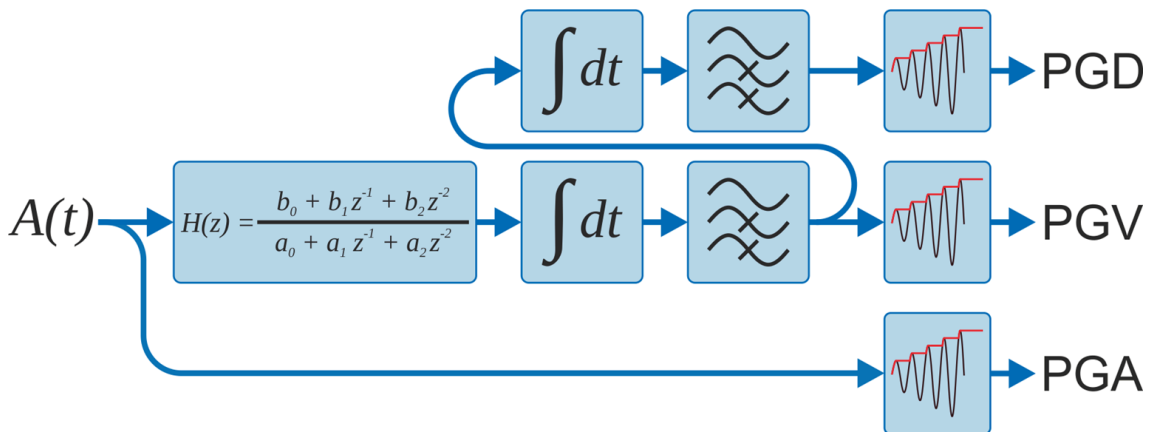 ∫ dt
PGD
A(t)
H(z) = (b₀ + b₁z⁻¹ + b₂z⁻²) / (a₀ + a₁z⁻¹ + a₂z⁻²)
∫ dt
PGV
PGA